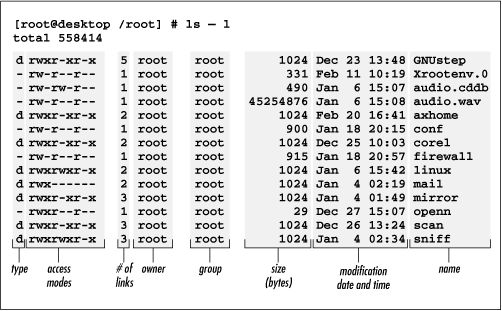 [root@desktop /root] # ls – l
total 558414
d rwxr-xr-x 5 root root 1024 Dec 23 13:48 GNUstep
- rw-r--r-- 1 root root 331 Feb 11 10:19 Xrootenv.0
- rw-rw-r-- 1 root root 490 Jan 6 15:07 audio.cddb
- rw-r--r-- 1 root root 45254876 Jan 6 15:08 audio.wav
d rwxr-xr-x 2 root root 1024 Feb 20 16:41 axhome
- rw-r--r-- 1 root root 900 Jan 18 20:15 conf
d rwxr-xr-x 2 root root 1024 Dec 25 10:03 corel
- rw-r--r-- 1 root root 915 Jan 18 20:57 firewall
d rwxrwxr-x 2 root root 1024 Jan 6 15:42 linux
d rwx------ 2 root root 1024 Jan 4 02:19 mail
d rwxr-xr-x 3 root root 1024 Jan 4 01:49 mirror
- rwxr--r-- 1 root root 29 Dec 27 15:07 openn
d rwxr-xr-x 3 root root 1024 Dec 26 13:24 scan
d rwxrwxr-x 3 root root 1024 Jan 4 02:34 sniff
type access modes # of links owner group size (bytes) modification date and time name